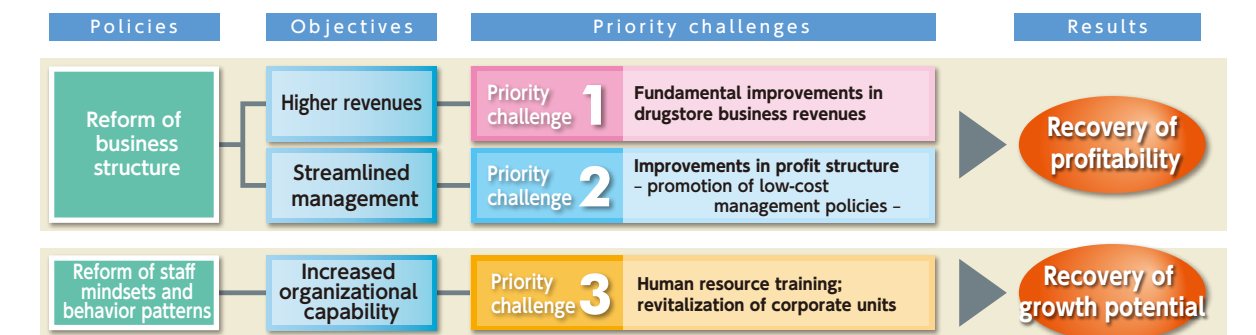 Policies
Objectives
Priority challenges
Results
Reform of
business
structure
Higher revenues
Priority
challenge 1
Fundamental improvements in
drugstore business revenues
Streamlined
management
Priority
challenge 2
Improvements in profit structure
– promotion of low-cost
management policies –
Recovery of
profitability
Reform of staff
mindsets and
behavior patterns
Increased
organizational
capability
Priority
challenge 3
Human resource training;
revitalization of corporate units
Recovery of
growth potential